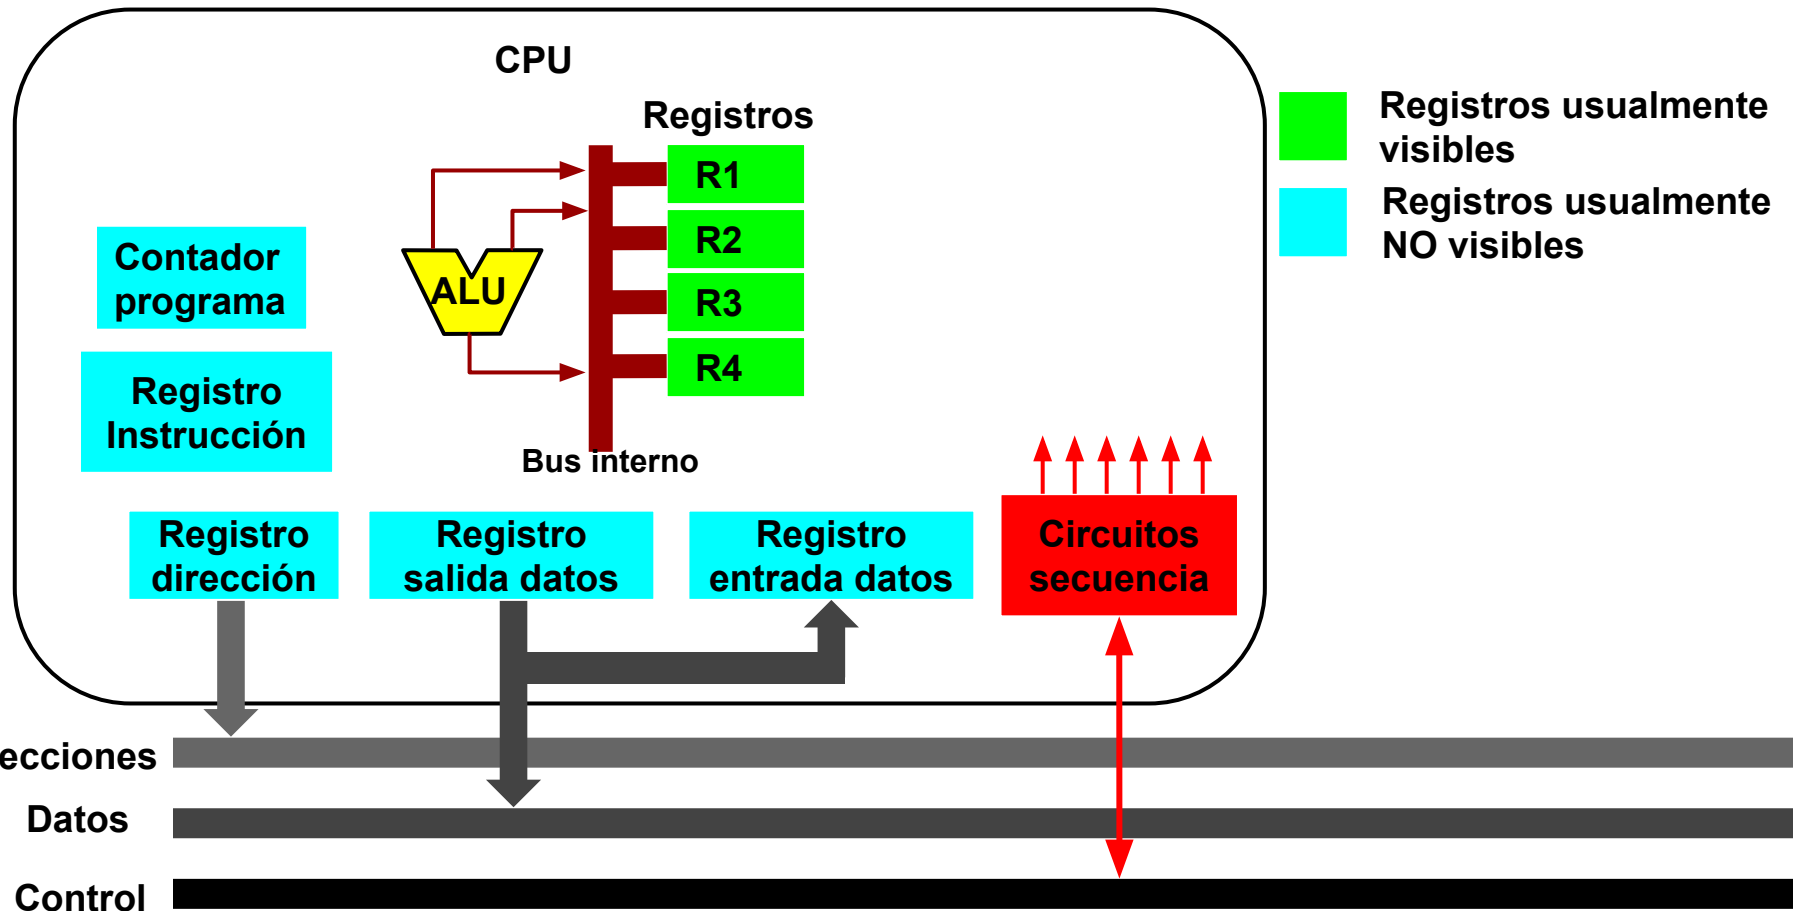 CPU
Registros
R1
R2
R3
R4
ALU
Contador
programa
Registro
Instrucción
Bus interno
Registro
dirección
Registro
salida datos
Registro
entrada datos
Circuitos
secuencia
Registros usualmente
visibles
Registros usualmente
NO visibles
ecciones
Datos
Control